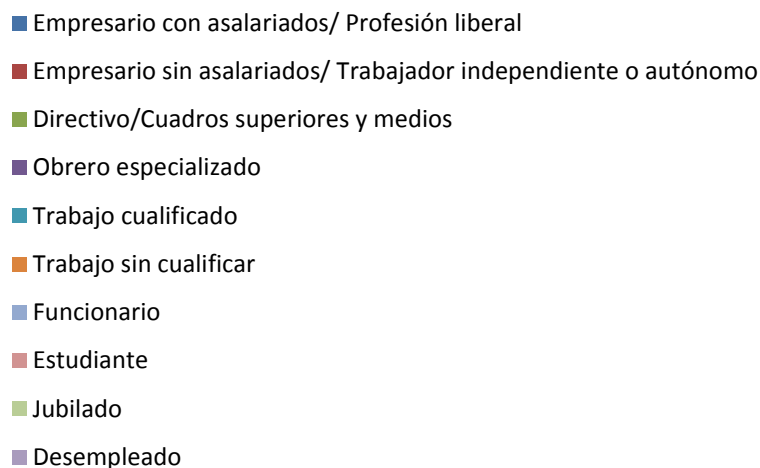 Empresario con asalariados/ Profesión liberal
Empresario sin asalariados/ Trabajador independiente o autónomo
Directivo/Cuadros superiores y medios
Obrero especializado
Trabajo cualificado
Trabajo sin cualificar
Funcionario
Estudiante
Jubilado
Desempleado